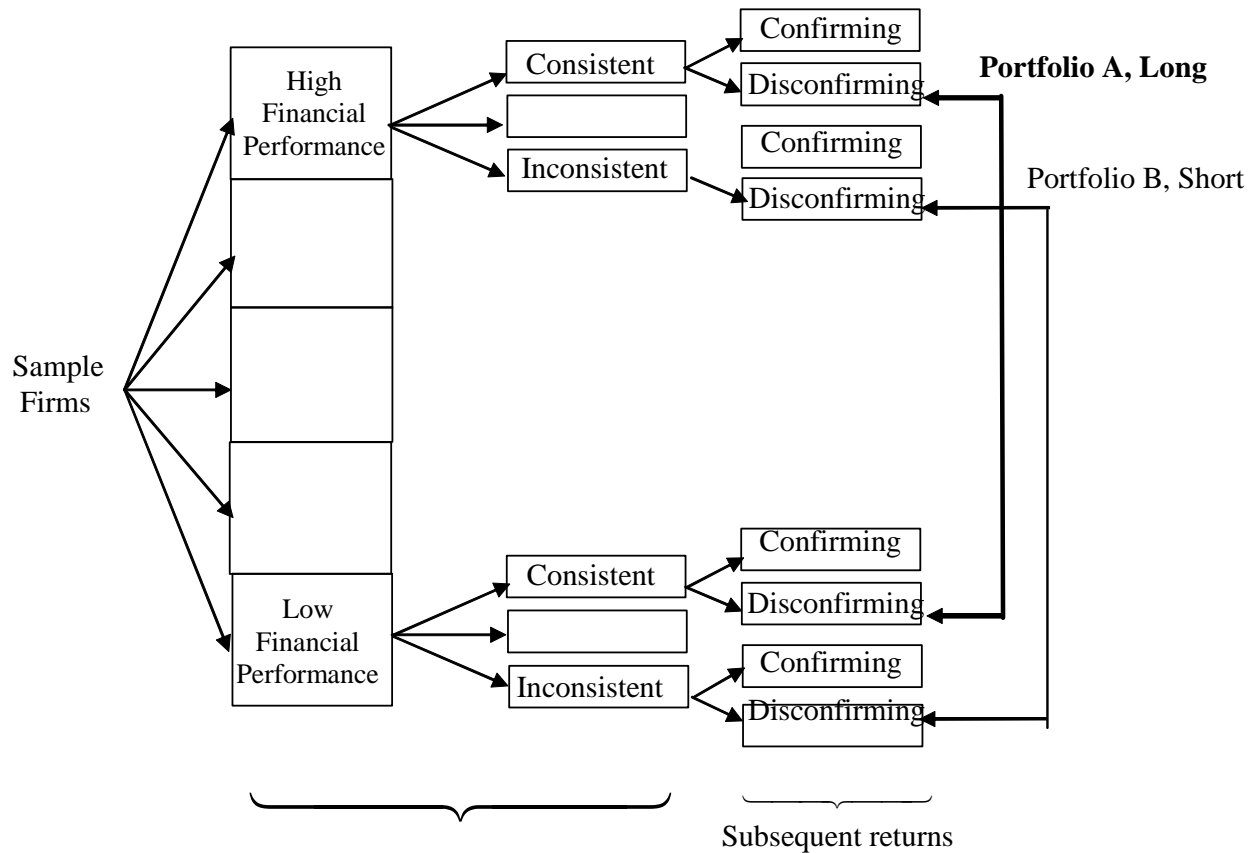 Confirming
Consistent
Disconfirming
Portfolio A, Long
High
Financial
Performance
Confirming
Inconsistent
Disconfirming
Portfolio B, Short
Sample
Firms
Confirming
Consistent
Disconfirming
Low
Financial
Performance
Confirming
Inconsistent
Disconfirming
Subsequent returns